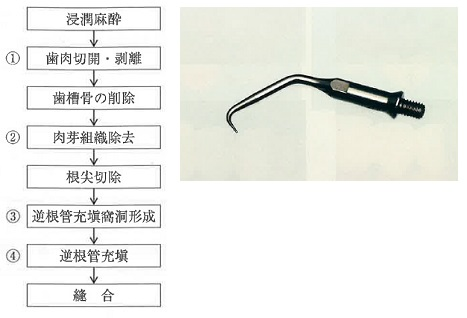 浸潤麻酔
① 歯肉切開・剥離
歯槽骨の削除
② 肉芽組織除去
根尖切除
③ 逆根管充塡窩洞形成
④ 逆根管充塡
縫 合